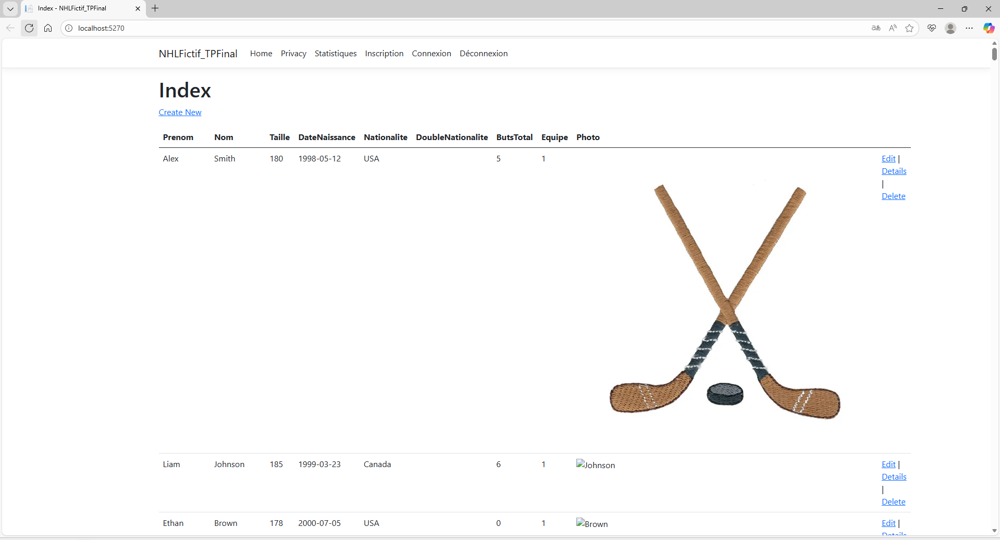 Index - NHLFictif_TPFinal
localhost:5270
NHLFictif_TPFinal Home Privacy Statistiques Inscription Connexion Déconnexion
Index
Create New
Prenom Nom Taille DateNaissance Nationalite DoubleNationalite ButsTotal Equipe Photo
Alex Smith 180 1998-05-12 USA 5 1 Edit |
Details
|
Delete
Liam Johnson 185 1999-03-23 Canada 6 1 Johnson Edit |
Details
|
Delete
Ethan Brown 178 2000-07-05 USA 0 1 Brown Edit |
Details